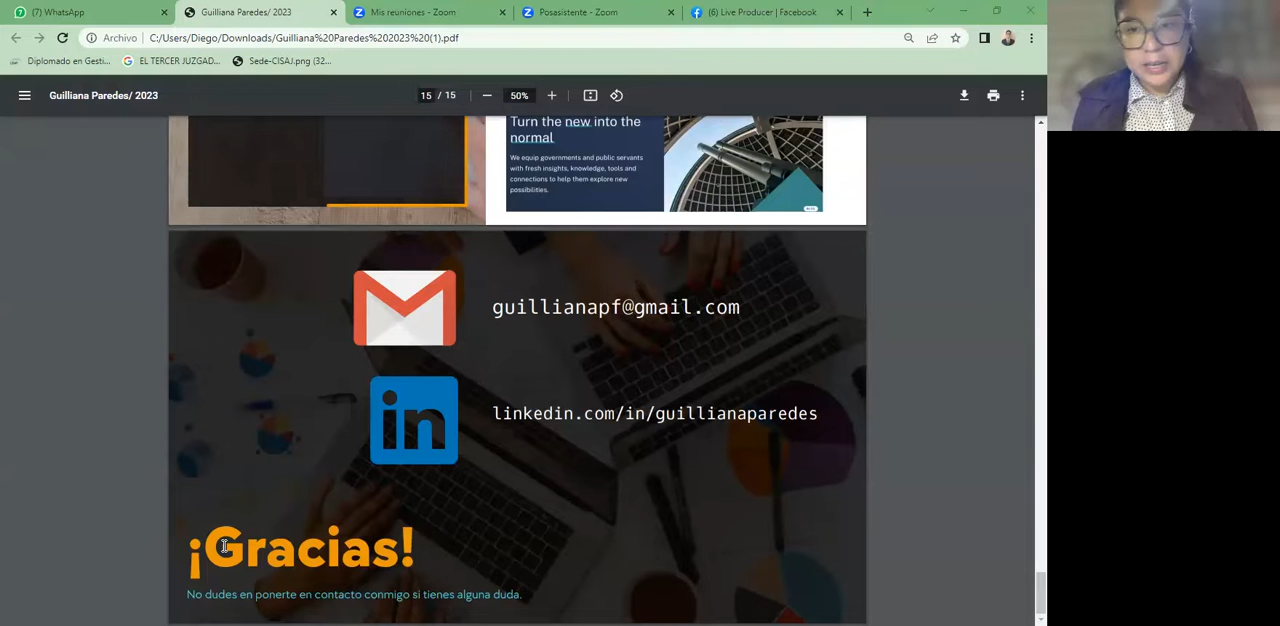 (7) WhatsApp
Guilliana Paredes/ 2023
Mis reuniones - Zoom
Posasistente - Zoom
(6) Live Producer | Facebook
Archivo
C:/Users/Diego/Downloads/Guilliana%20Paredes%202023%20(1).pdf
Diplomado en Gesti...
EL TERCER JUZGAD...
Sede-CISAJ.png (32...
Guilliana Paredes/ 2023
15 / 15
50%
Turn the new into the
normal
We equip governments and public servants
with fresh insights, knowledge, tools and
connections to help them explore new
possibilities.
guillianapf@gmail.com
in
linkedin.com/in/guillianaparedes
¡Gracias!
No dudes en ponerte en contacto conmigo si tienes alguna duda.